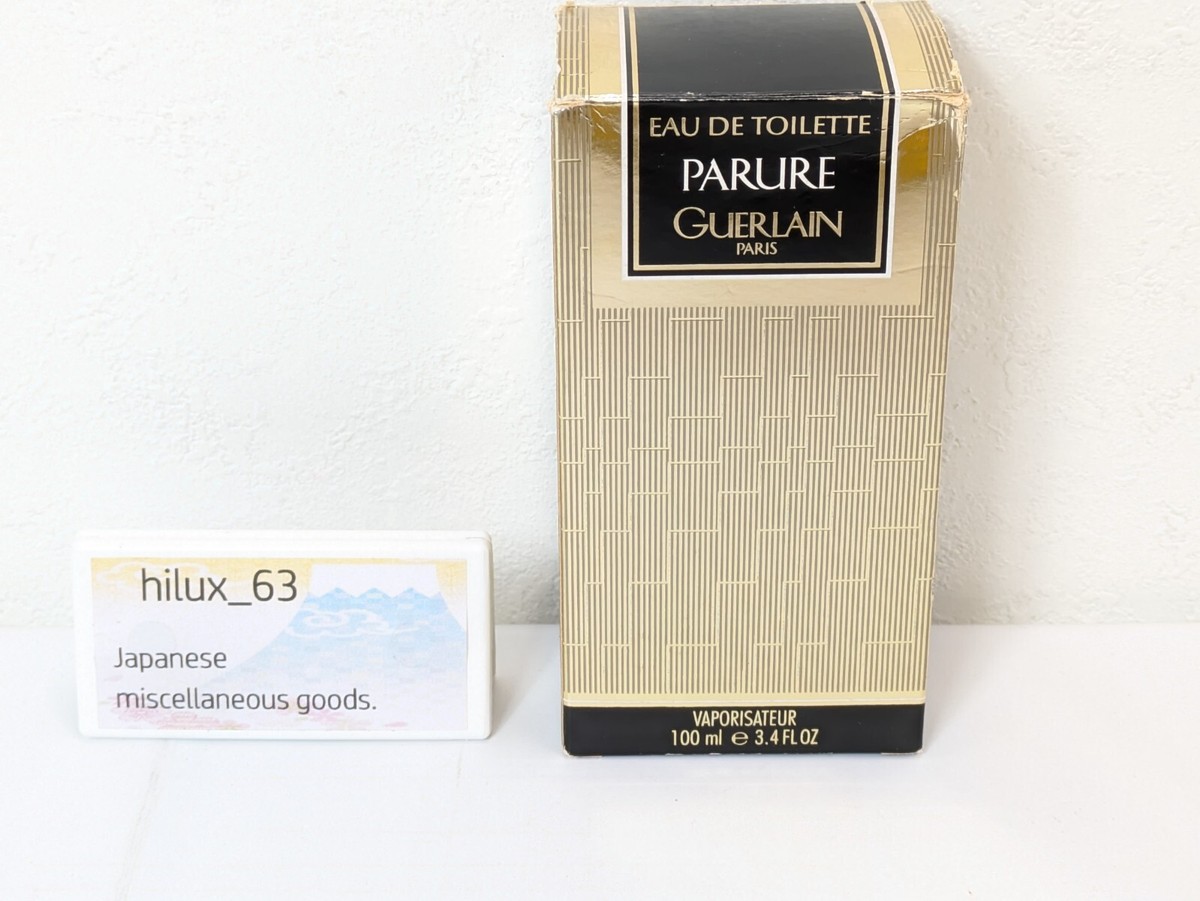 EAU DE TOILETTE
PARURE
GUERLAIN
PARIS
VAPORISATEUR
100 ml ℮ 3.4 FL OZ
hilux_63
Japanese
miscellaneous goods.